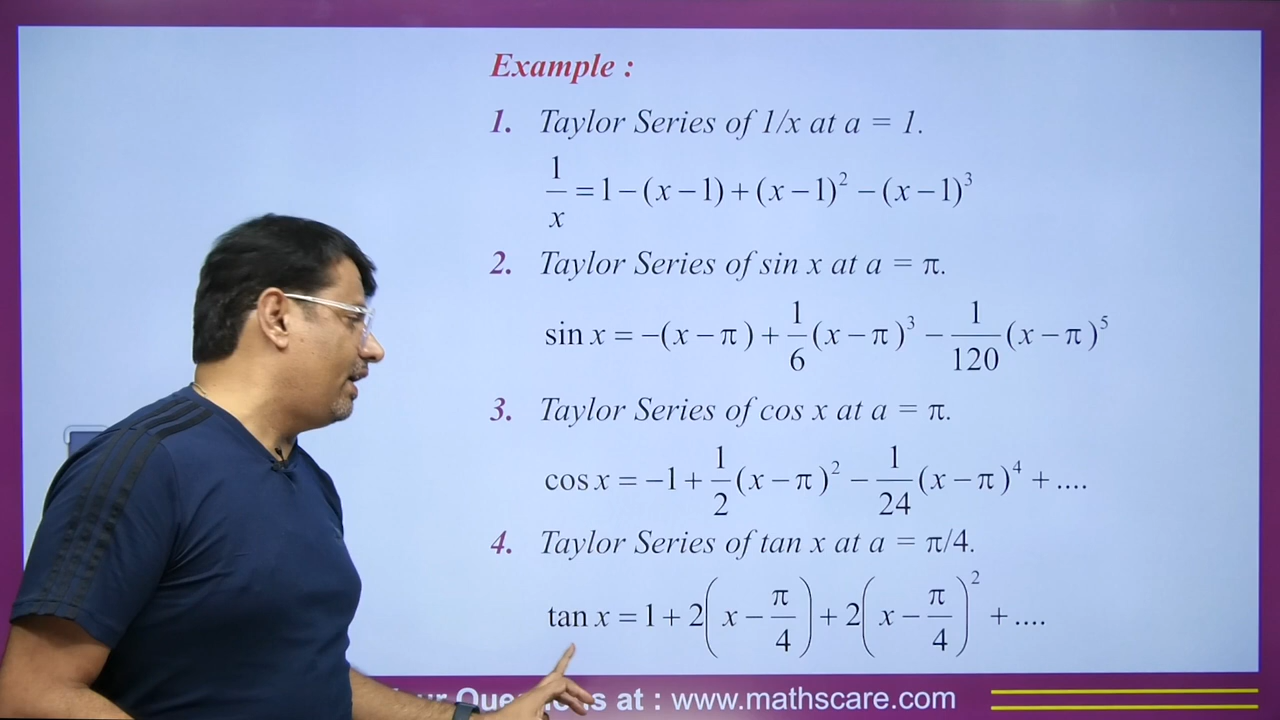 Example :
1. Taylor Series of 1/x at a = 1.
1/x = 1 − (x − 1) + (x − 1)² − (x − 1)³
2. Taylor Series of sin x at a = π.
sin x = −(x − π) + 1/6 (x − π)³ − 1/120 (x − π)⁵
3. Taylor Series of cos x at a = π.
cos x = −1 + 1/2 (x − π)² − 1/24 (x − π)⁴ + ....
4. Taylor Series of tan x at a = π/4.
tan x = 1 + 2(x − π/4) + 2(x − π/4)² + ....
at : www.mathscare.com